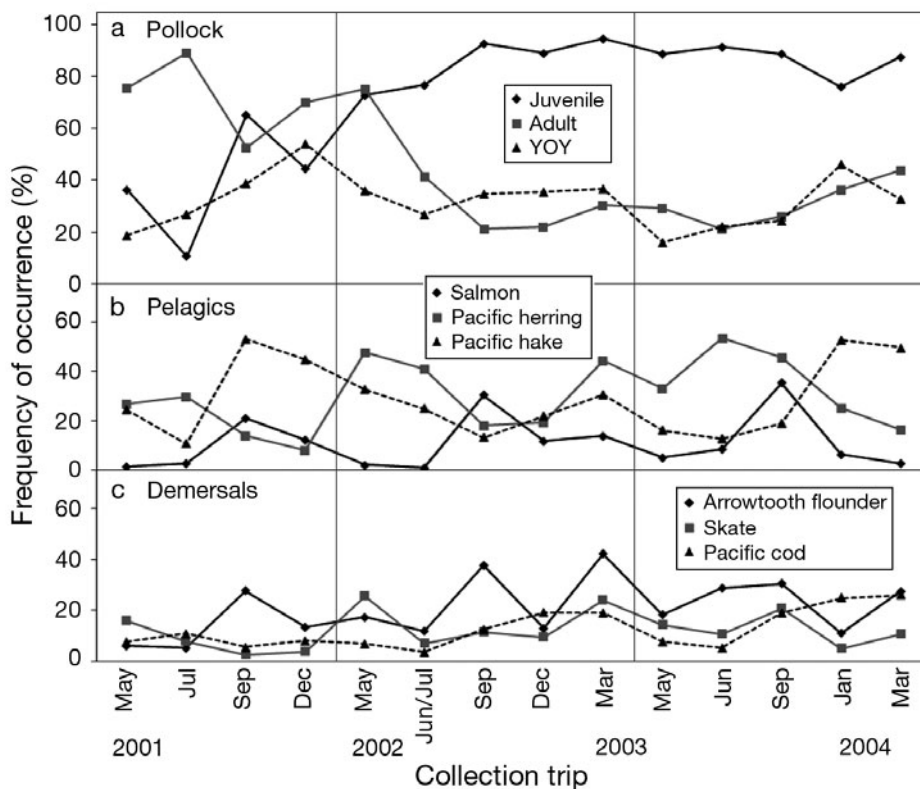 100
80
60
40
20
0
a Pollock
Juvenile
Adult
YOY
60
40
20
0
b Pelagics
Salmon
Pacific herring
Pacific hake
60
40
20
0
c Demersals
Arrowtooth flounder
Skate
Pacific cod
Frequency of occurrence (%)
May
Jul
Sep
Dec
May
Jun/Jul
Sep
Dec
Mar
May
Jun
Sep
Jan
Mar
2001
2002
2003
2004
Collection trip